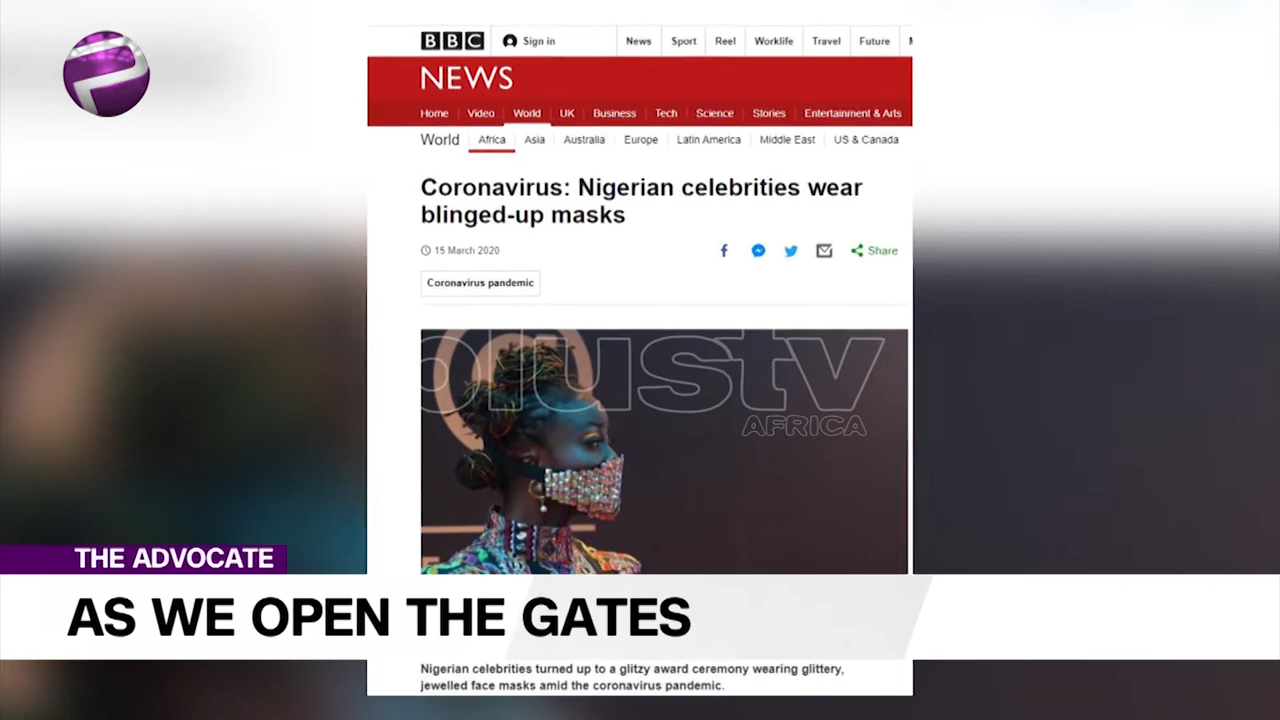 BBC
Sign in
News
Sport
Reel
Worklife
Travel
Future
NEWS
Home
Video
World
UK
Business
Tech
Science
Stories
Entertainment & Arts
World
Africa
Asia
Australia
Europe
Latin America
Middle East
US & Canada
Coronavirus: Nigerian celebrities wear
blinged-up masks
15 March 2020
Share
Coronavirus pandemic
plustv
AFRICA
THE ADVOCATE
AS WE OPEN THE GATES
Nigerian celebrities turned up to a glitzy award ceremony wearing glittery,
jewelled face masks amid the coronavirus pandemic.